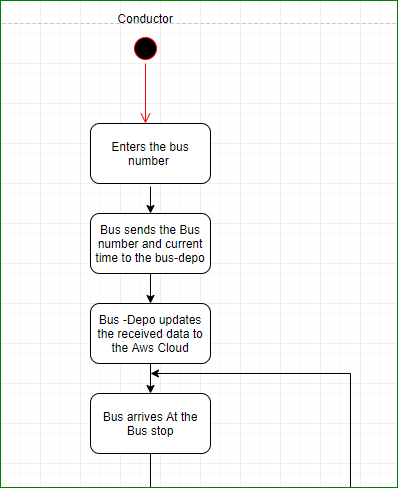 Conductor
Enters the bus
number
Bus sends the Bus
number and current
time to the bus-depo
Bus -Depo updates
the received data to
the Aws Cloud
Bus arrives At the
Bus stop